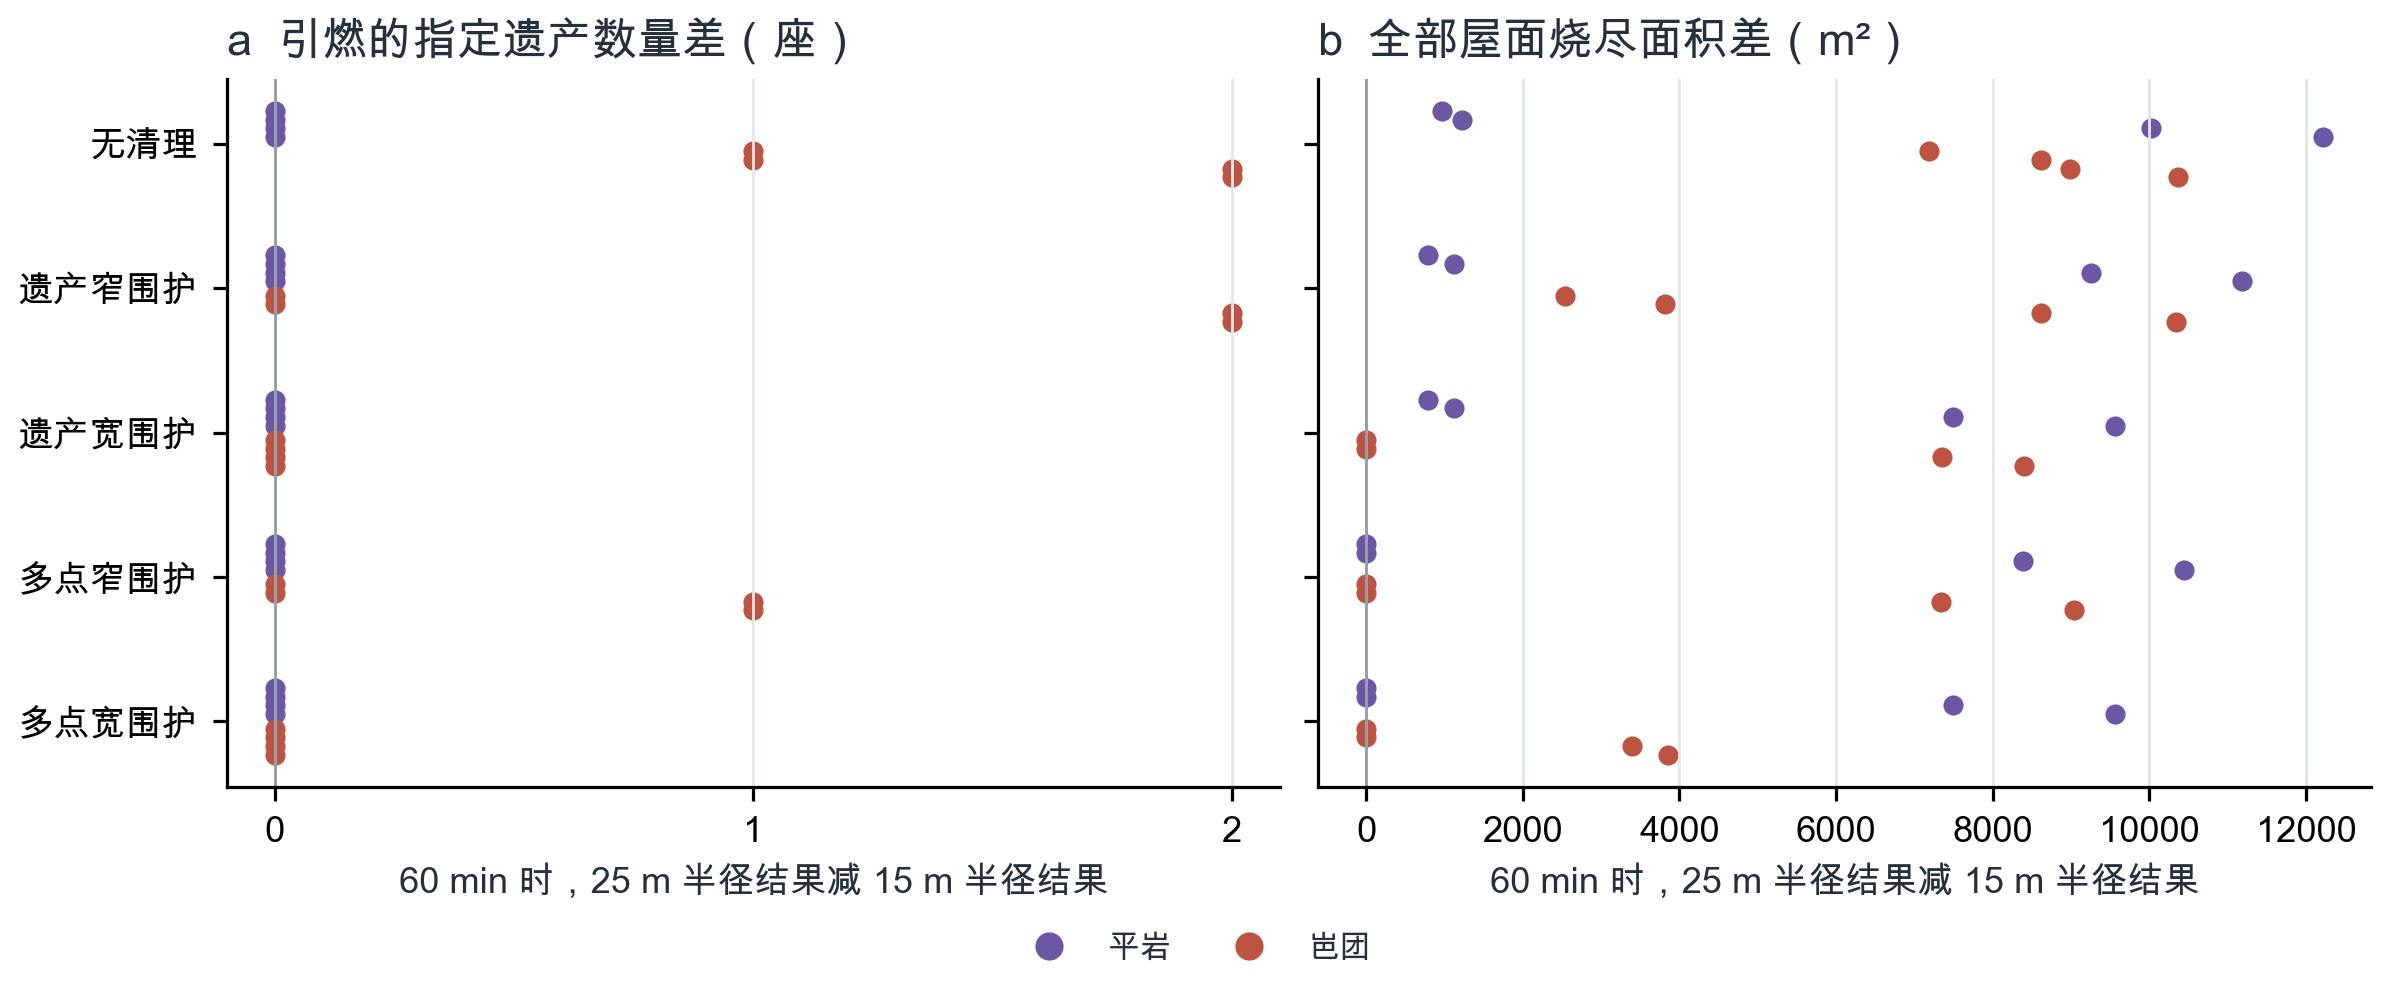 a 引燃的指定遗产数量差（座）
b 全部屋面烧尽面积差（m²）
无清理
遗产窄围护
遗产宽围护
多点窄围护
多点宽围护
0 1 2
0 2000 4000 6000 8000 10000 12000
60 min 时，25 m 半径结果减 15 m 半径结果
60 min 时，25 m 半径结果减 15 m 半径结果
平岩 岜团